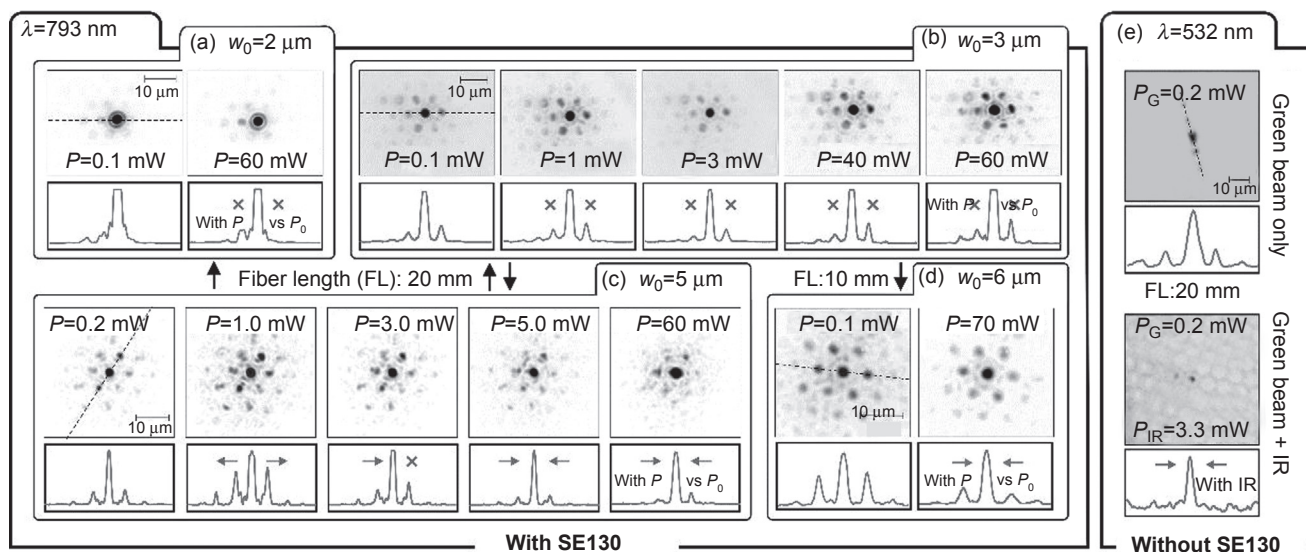 λ=793 nm
(a) w₀=2 μm
10 μm
P=0.1 mW
P=60 mW
With P vs P₀
(b) w₀=3 μm
10 μm
P=0.1 mW
P=1 mW
P=3 mW
P=40 mW
P=60 mW
With P vs P₀
Fiber length (FL): 20 mm
(c) w₀=5 μm
P=0.2 mW
10 μm
P=1.0 mW
P=3.0 mW
P=5.0 mW
P=60 mW
With P vs P₀
FL:10 mm
(d) w₀=6 μm
P=0.1 mW
10 μm
P=70 mW
With P vs P₀
With SE130
(e) λ=532 nm
P_G=0.2 mW
10 μm
Green beam only
FL:20 mm
P_G=0.2 mW
P_IR=3.3 mW
Green beam + IR
With IR
Without SE130